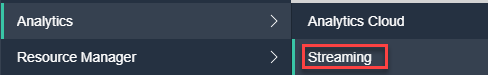 Analytics
Analytics Cloud
Resource Manager
Streaming